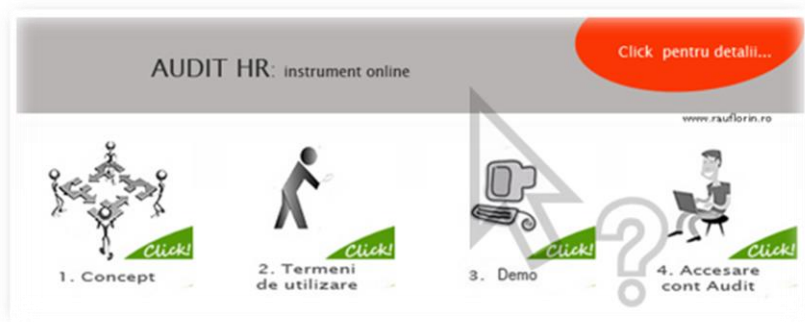 AUDIT HR: instrument online
Click pentru detalii...
www.rauflorin.ro
Click!
1. Concept
Click!
2. Termeni
de utilizare
Click!
3. Demo
?
Click!
4. Accesare
cont Audit